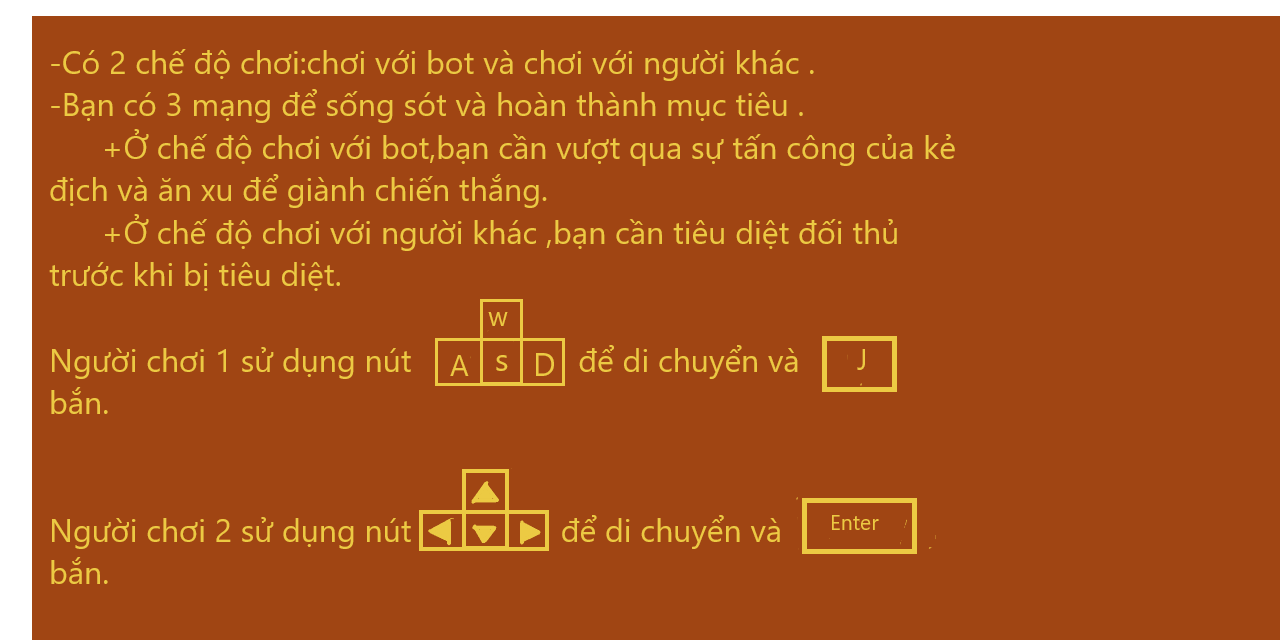 -Có 2 chế độ chơi:chơi với bot và chơi với người khác .
-Bạn có 3 mạng để sống sót và hoàn thành mục tiêu .
+Ở chế độ chơi với bot,bạn cần vượt qua sự tấn công của kẻ
địch và ăn xu để giành chiến thắng.
+Ở chế độ chơi với người khác ,bạn cần tiêu diệt đối thủ
trước khi bị tiêu diệt.
W
Người chơi 1 sử dụng nút A S D để di chuyển và J
bắn.
Người chơi 2 sử dụng nút để di chuyển và Enter
bắn.